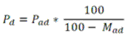 P_d = P_ad * 100 / (100 − M_ad)